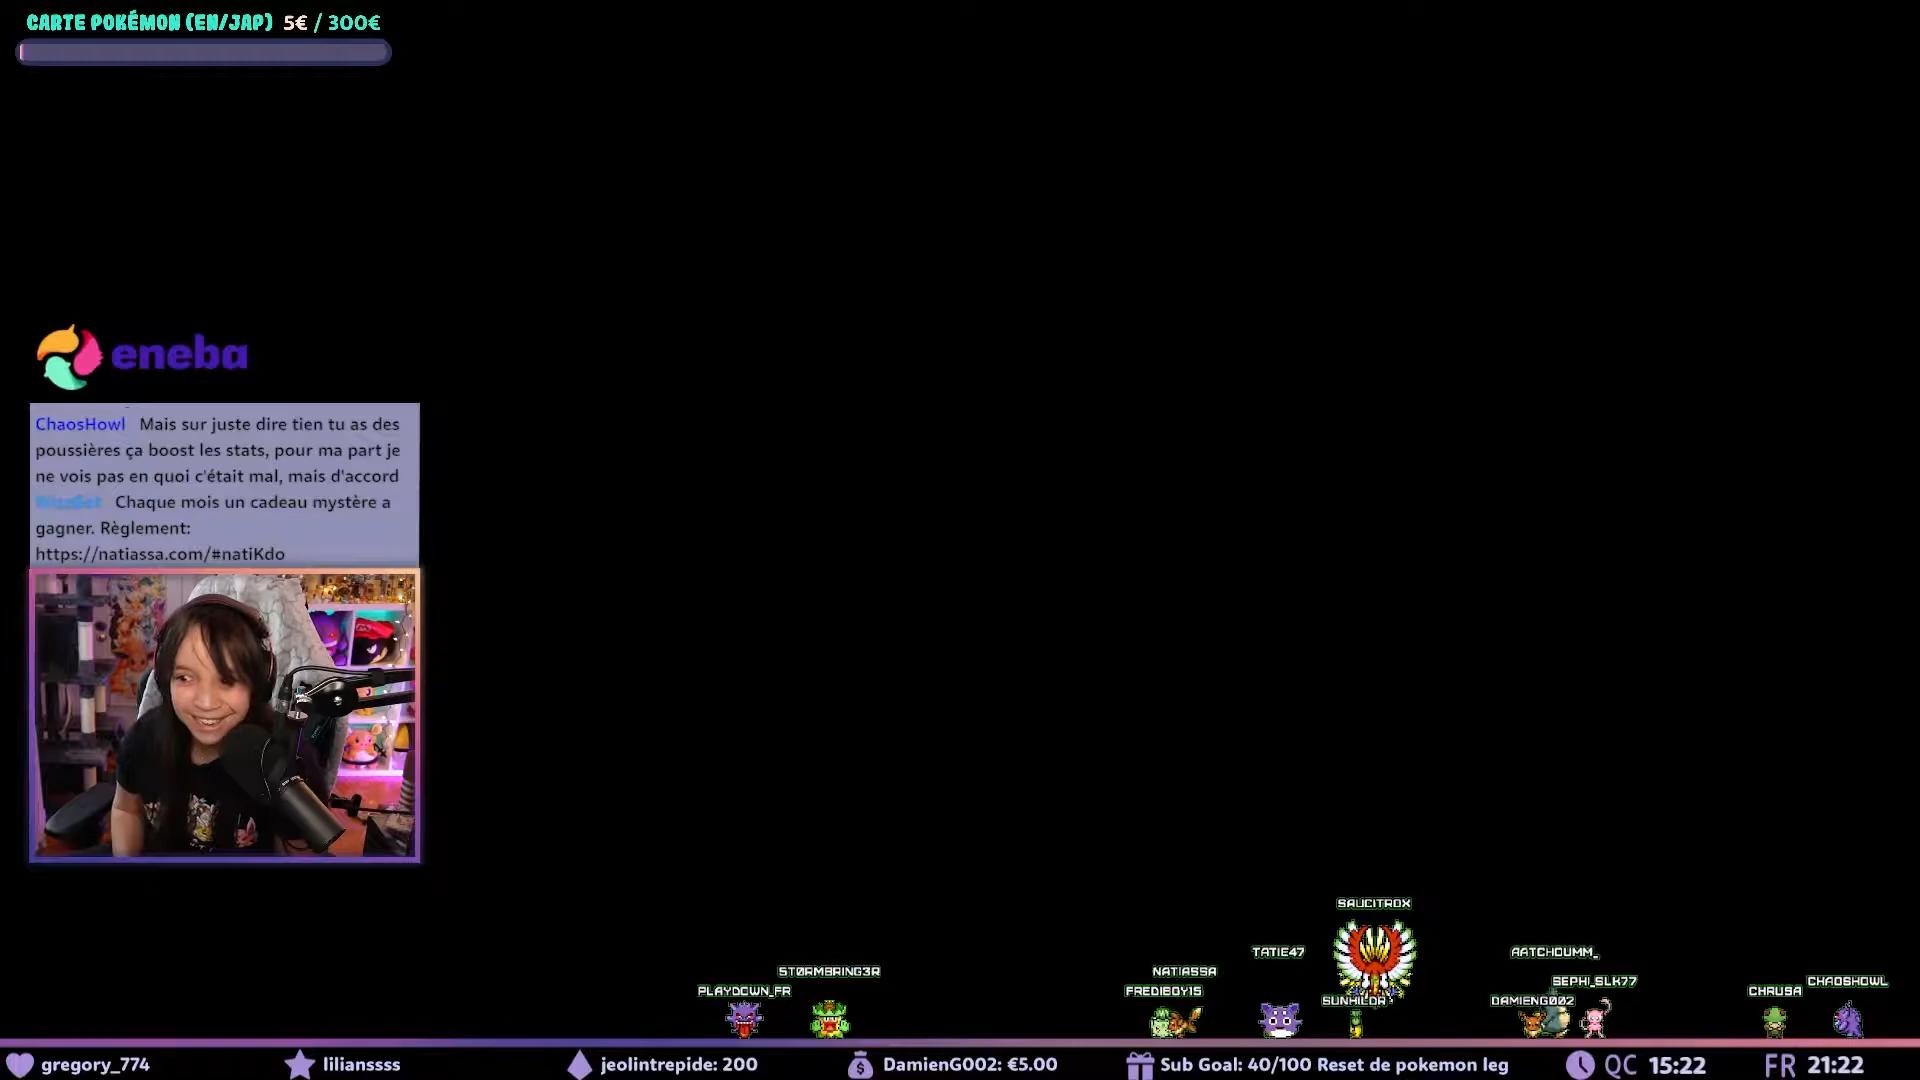 CARTE POKÉMON (EN/JAP) 5€ / 300€
eneba
ChaosHowl Mais sur juste dire tien tu as des
poussières ça boost les stats, pour ma part je
ne vois pas en quoi c'était mal, mais d'accord
Chaque mois un cadeau mystère a
gagner. Règlement:
https://natiassa.com/#natiKdo
SAUCITROX
TATIE47
AATCHOUMM_
STØRMBRING3R
NATIASSA
SEPHI_SLK77
CHAOSHOWL
PLAYDOWN_FR
FREDIBOY15
CHRUSA
SUNHILDA
DAMIENG002
gregory_774
lilianssss
jeolintrepide: 200
DamienG002: €5.00
Sub Goal: 40/100 Reset de pokemon leg
QC 15:22
FR 21:22